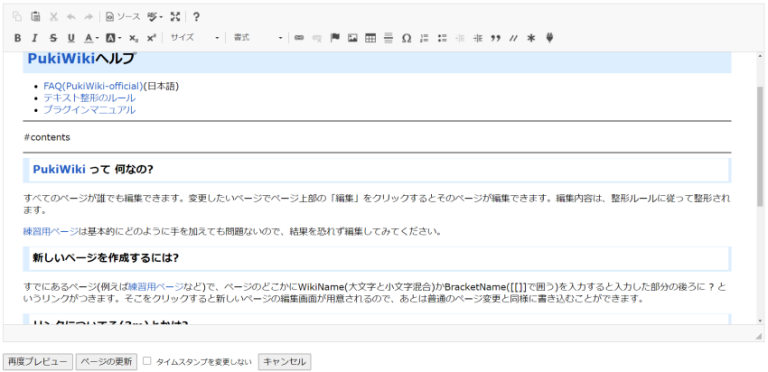 ソース
B I S U A A x₂ x² サイズ 書式 Ω
PukiWikiヘルプ
FAQ(PukiWiki-official)(日本語)
テキスト整形のルール
プラグインマニュアル
#contents
PukiWiki って 何なの?
すべてのページが誰でも編集できます。変更したいページでページ上部の「編集」をクリックするとそのページが編集できます。編集内容は、整形ルールに従って整形され
ます。
練習用ページは基本的にどのように手を加えても問題ないので、結果を恐れず編集してみてください。
新しいページを作成するには?
すでにあるページ(例えば練習用ページなど)で、ページのどこかにWikiName(大文字と小文字混合)かBracketName([[]]で囲う)を入力すると入力した部分の後ろに ? と
いうリンクがつきます。そこをクリックすると新しいページの編集画面が用意されるので、あとは普通のページ変更と同様に書き込むことができます。
リンクについてる(3m)とかは?
再度プレビュー ページの更新 タイムスタンプを変更しない キャンセル